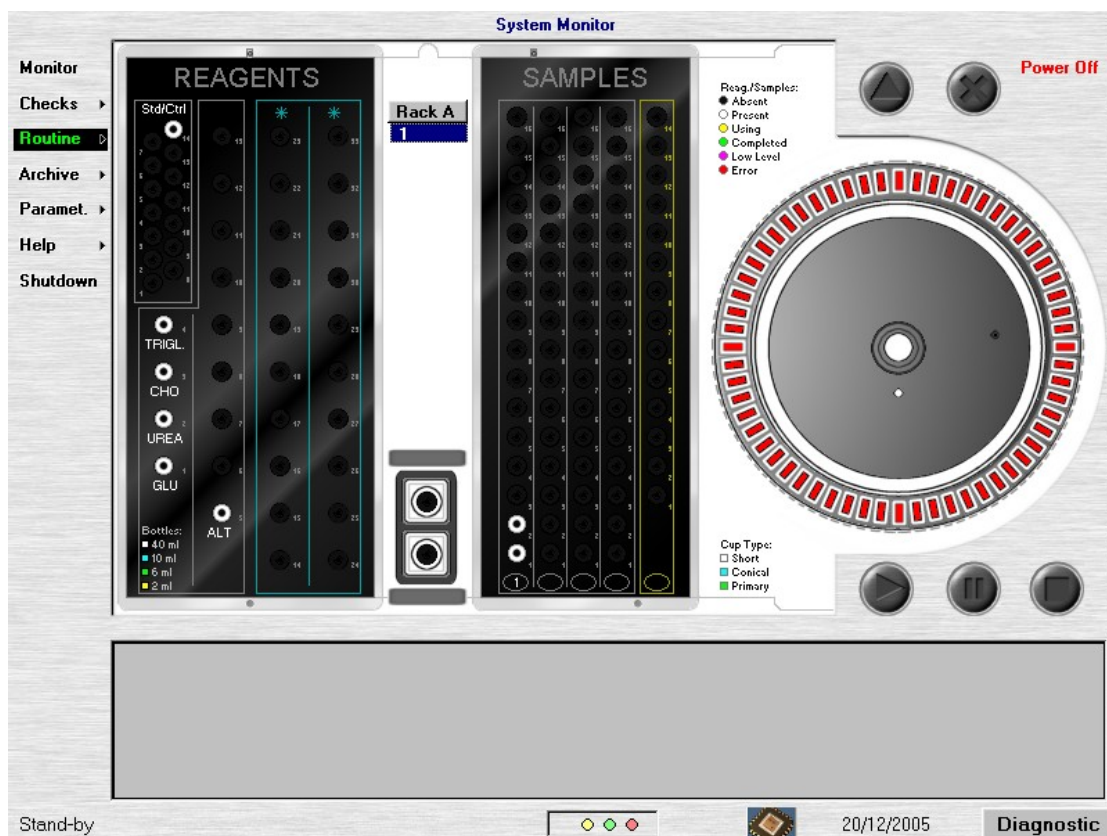 System Monitor
Monitor
Checks
Routine
Archive
Paramet.
Help
Shutdown
REAGENTS
Std/Ctrl
TRIGL.
CHO
UREA
GLU
ALT
Bottles:
40 ml
10 ml
6 ml
2 ml
Rack A
1
SAMPLES
1
Reag./Samples:
Absent
Present
Using
Completed
Low Level
Error
Cup Type:
Short
Conical
Primary
Power Off
Stand-by
20/12/2005
Diagnostic